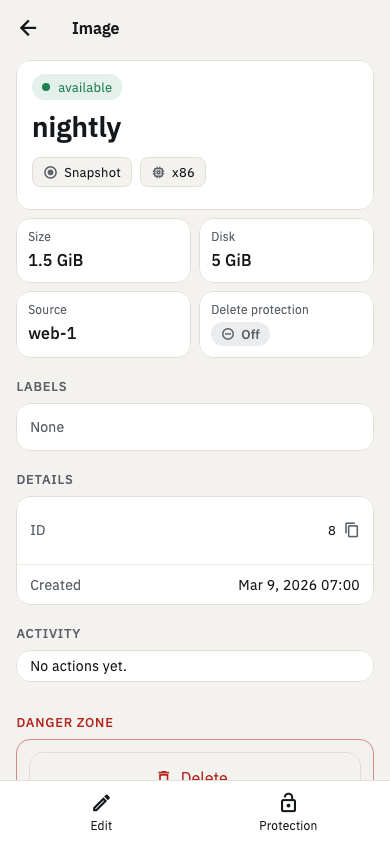 Image
available
nightly
Snapshot
x86
Size
1.5 GiB
Disk
5 GiB
Source
web-1
Delete protection
Off
LABELS
None
DETAILS
ID
8
Created
Mar 9, 2026 07:00
ACTIVITY
No actions yet.
DANGER ZONE
Delete
Edit
Protection